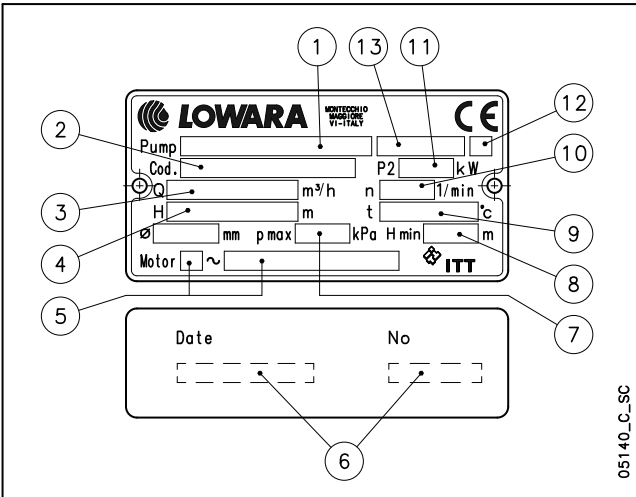 1 13 11
LOWARA MONTECCHIO MAGGIORE VI-ITALY CE
12
Pump
2
Cod. P2 kW
10
Q m³/h n 1/min
3
H m t °c
9
ø mm p max kPa H min m
4
8
Motor ~ ITT
5
7
Date No
6
05140_C_SC